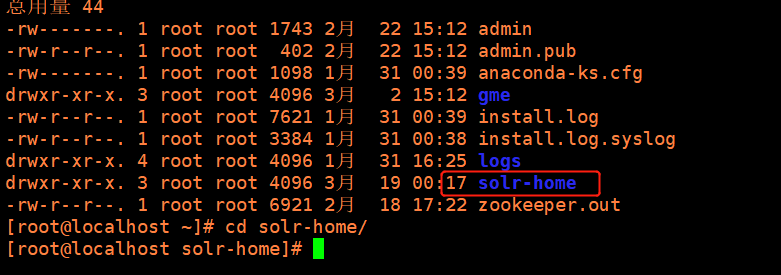 总用量 44
-rw-------. 1 root root 1743 2月  22 15:12 admin
-rw-r--r--. 1 root root  402 2月  22 15:12 admin.pub
-rw-------. 1 root root 1098 1月  31 00:39 anaconda-ks.cfg
drwxr-xr-x. 3 root root 4096 3月   2 15:12 gme
-rw-r--r--. 1 root root 7621 1月  31 00:39 install.log
-rw-r--r--. 1 root root 3384 1月  31 00:38 install.log.syslog
drwxr-xr-x. 4 root root 4096 1月  31 16:25 logs
drwxr-xr-x. 3 root root 4096 3月  19 00:17 solr-home
-rw-r--r--. 1 root root 6921 2月  18 17:22 zookeeper.out
[root@localhost ~]# cd solr-home/
[root@localhost solr-home]#